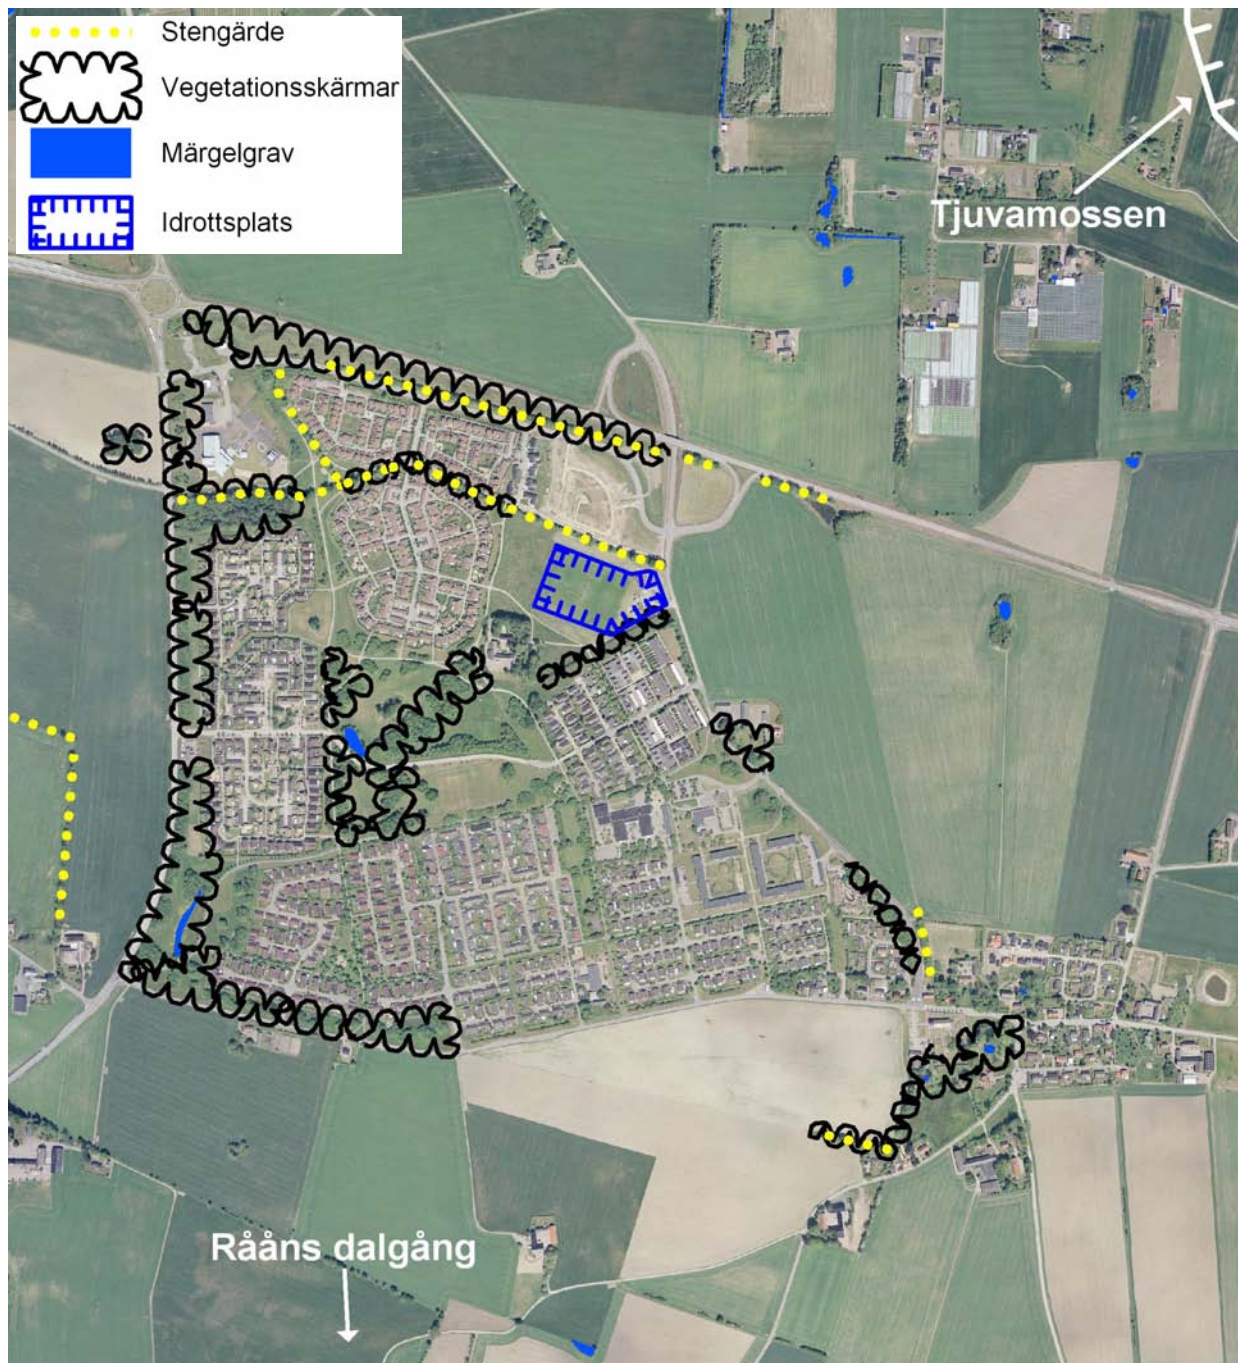 Stengärde
Vegetationsskärmar
Märgelgrav
Idrottsplats
Tjuvamossen
Rååns dalgång